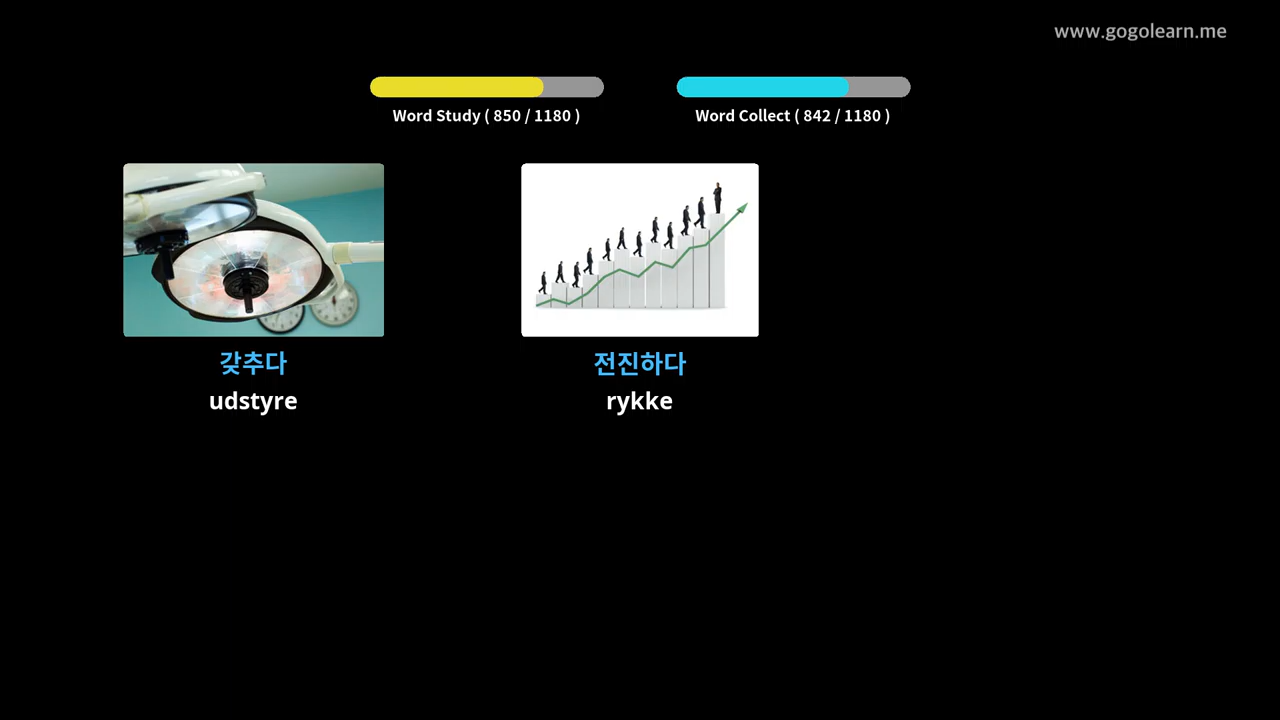 www.gogolearn.me
Word Study ( 850 / 1180 )
Word Collect ( 842 / 1180 )
갖추다
udstyre
전진하다
rykke